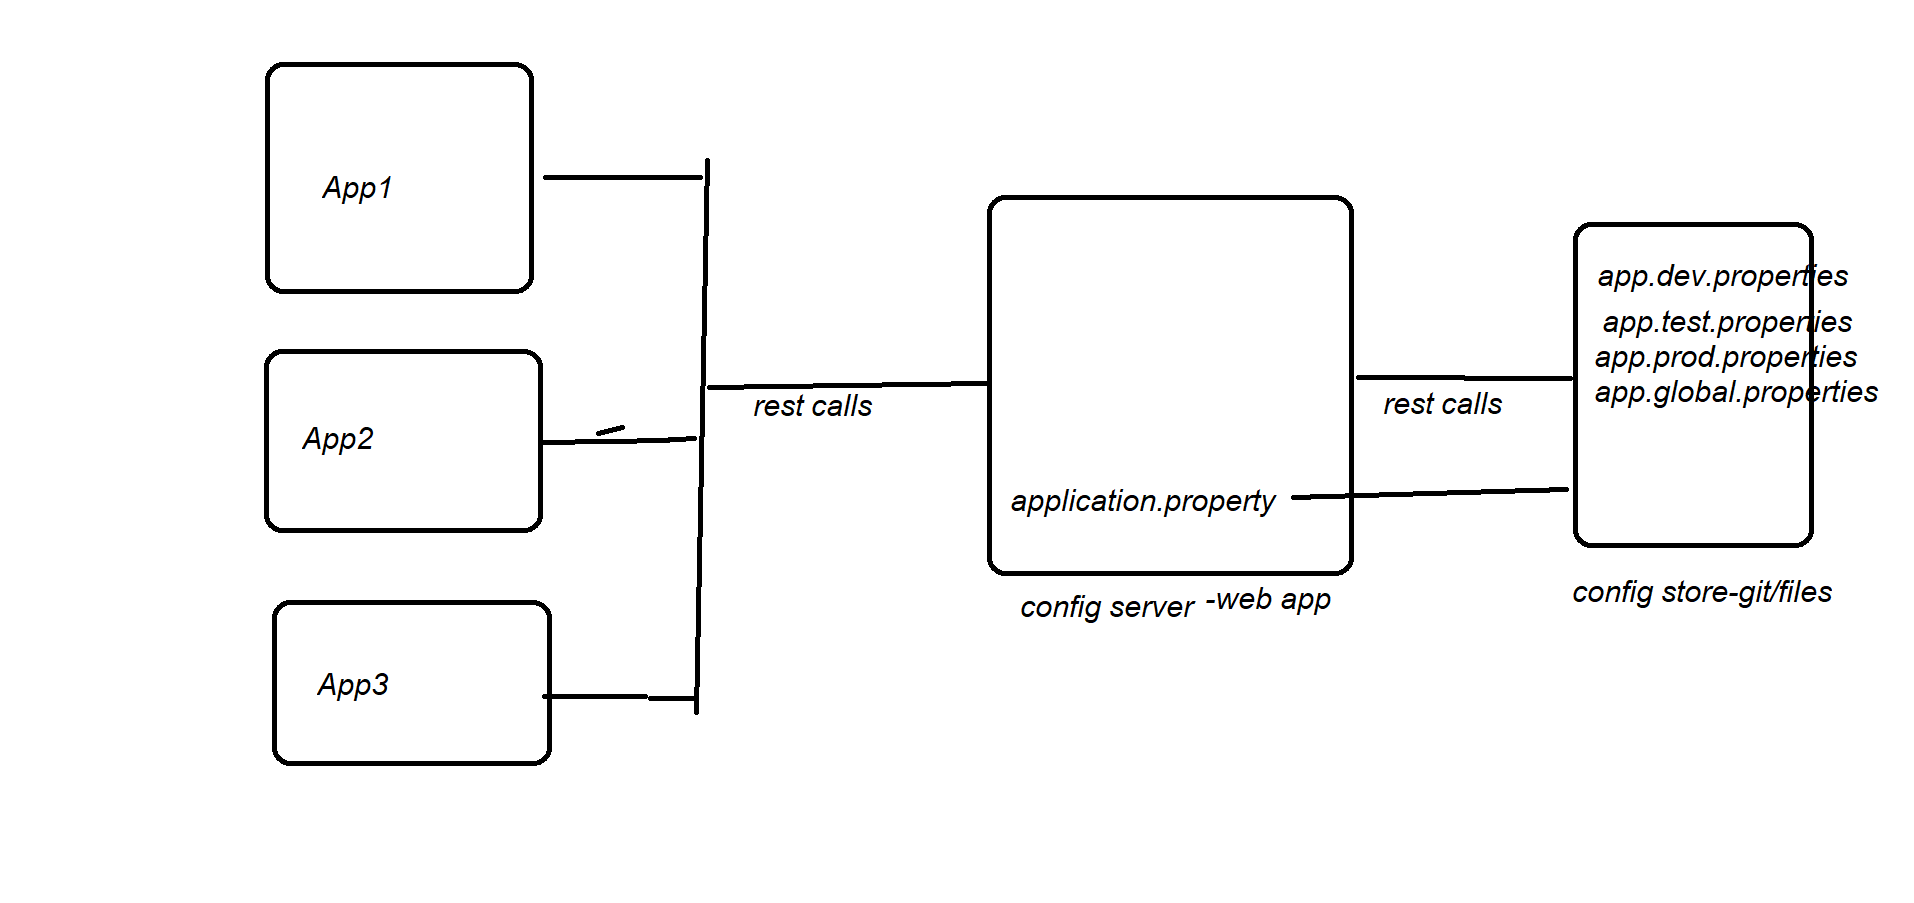 App1
App2
App3
rest calls
application.property
config server -web app
rest calls
app.dev.properties
app.test.properties
app.prod.properties
app.global.properties
config store-git/files